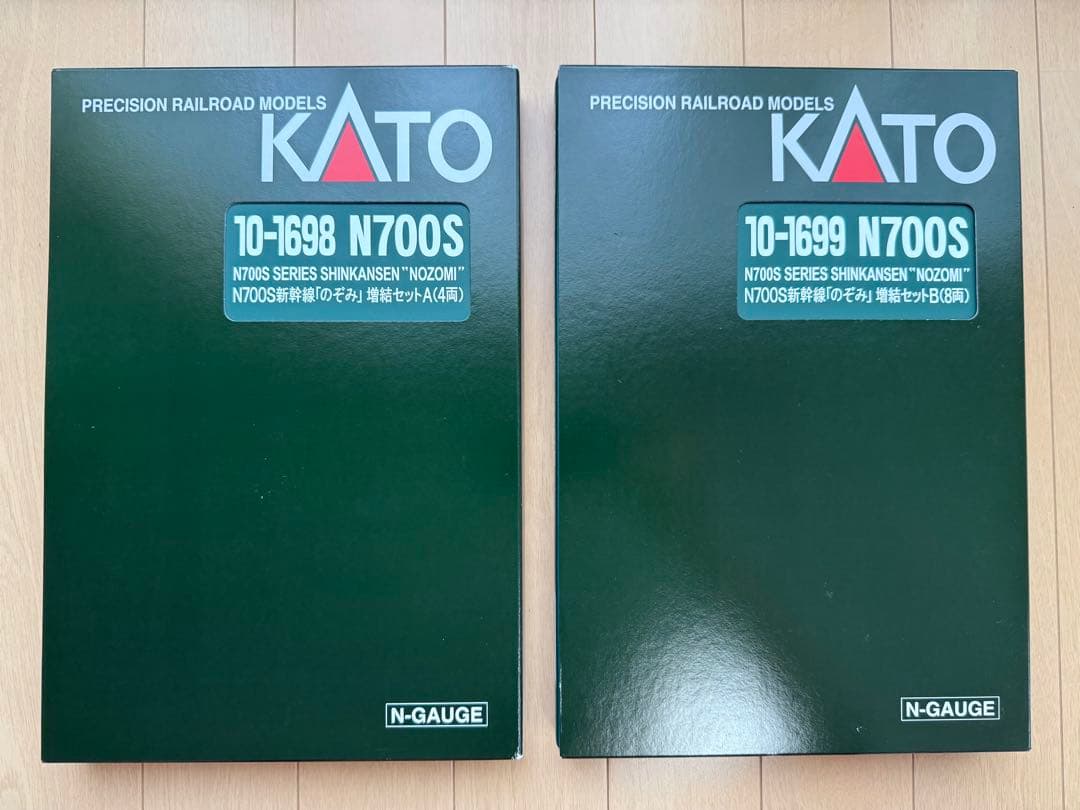 PRECISION RAILROAD MODELS
KATO
10-1698 N700S
N700S SERIES SHINKANSEN "NOZOMI"
N700S新幹線「のぞみ」 増結セットA(4両)
N-GAUGE
PRECISION RAILROAD MODELS
KATO
10-1699 N700S
N700S SERIES SHINKANSEN "NOZOMI"
N700S新幹線「のぞみ」 増結セットB(8両)
N-GAUGE